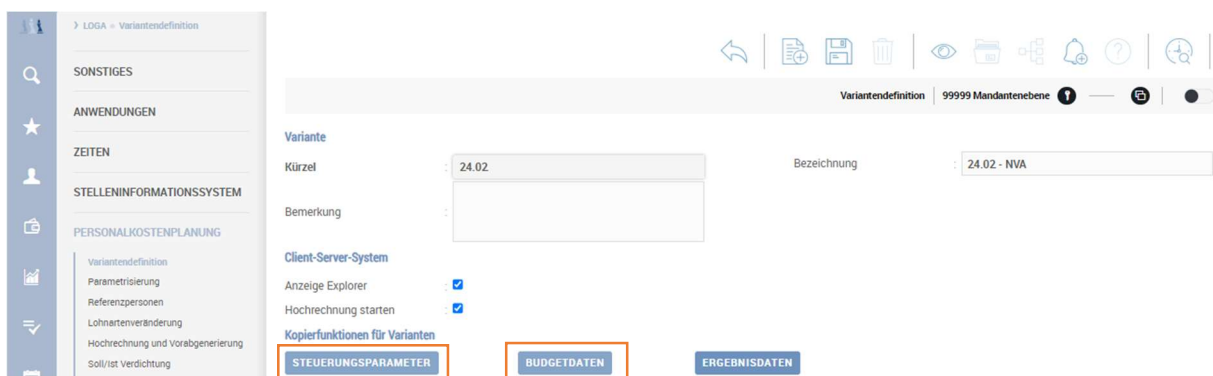 > LOGA » Variantendefinition
SONSTIGES
ANWENDUNGEN
ZEITEN
STELLENINFORMATIONSSYSTEM
PERSONALKOSTENPLANUNG
Variantendefinition
Parametrisierung
Referenzpersonen
Lohnartenveränderung
Hochrechnung und Vorabgenerierung
Soll/Ist Verdichtung
Variantendefinition | 99999 Mandantenebene
Variante
Kürzel : 24.02
Bezeichnung : 24.02 - NVA
Bemerkung :
Client-Server-System
Anzeige Explorer :
Hochrechnung starten :
Kopierfunktionen für Varianten
STEUERUNGSPARAMETER BUDGETDATEN ERGEBNISDATEN